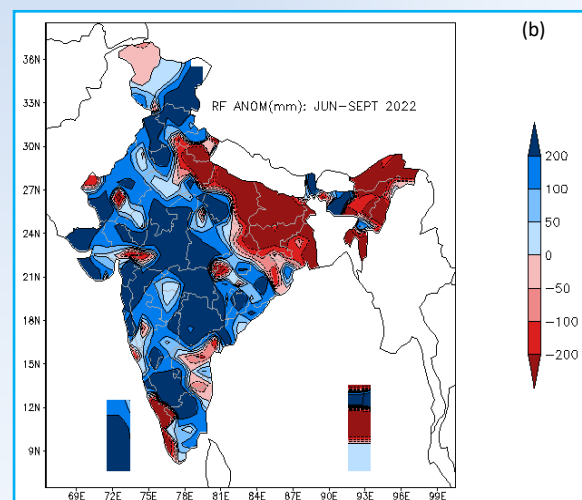 (b)
RF ANOM(mm): JUN-SEPT 2022
36N
33N
30N
27N
24N
21N
18N
15N
12N
9N
69E 72E 75E 78E 81E 84E 87E 90E 93E 96E 99E
200
100
50
0
-50
-100
-200